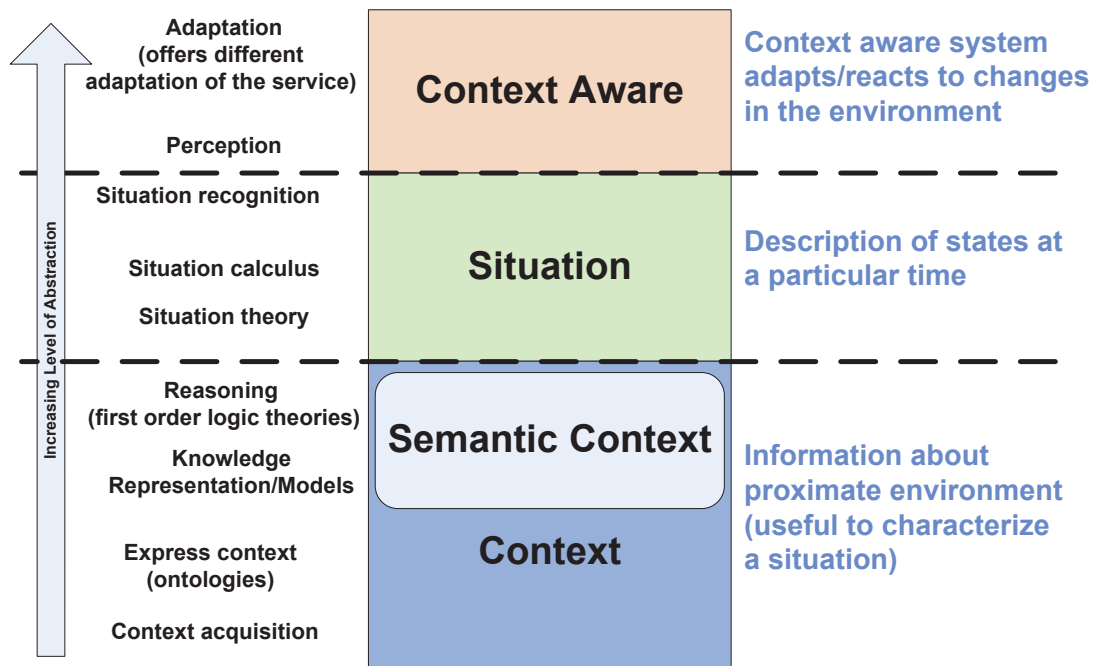 Adaptation
(offers different
adaptation of the service)
Perception
Context Aware
Context aware system
adapts/reacts to changes
in the environment
Increasing Level of Abstraction
Situation recognition
Situation calculus
Situation theory
Situation
Description of states at
a particular time
Reasoning
(first order logic theories)
Knowledge
Representation/Models
Express context
(ontologies)
Context acquisition
Semantic Context
Context
Information about
proximate environment
(useful to characterize
a situation)